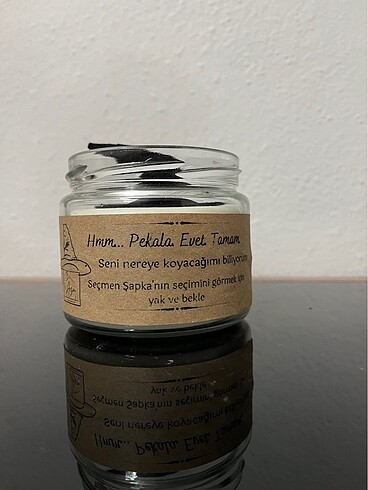 Hmm... Pekala. Evet. Tamam
Seni nereye koyacağımı biliyorum
Seçmen Şapka'nın seçimini görmek için
yak ve bekle